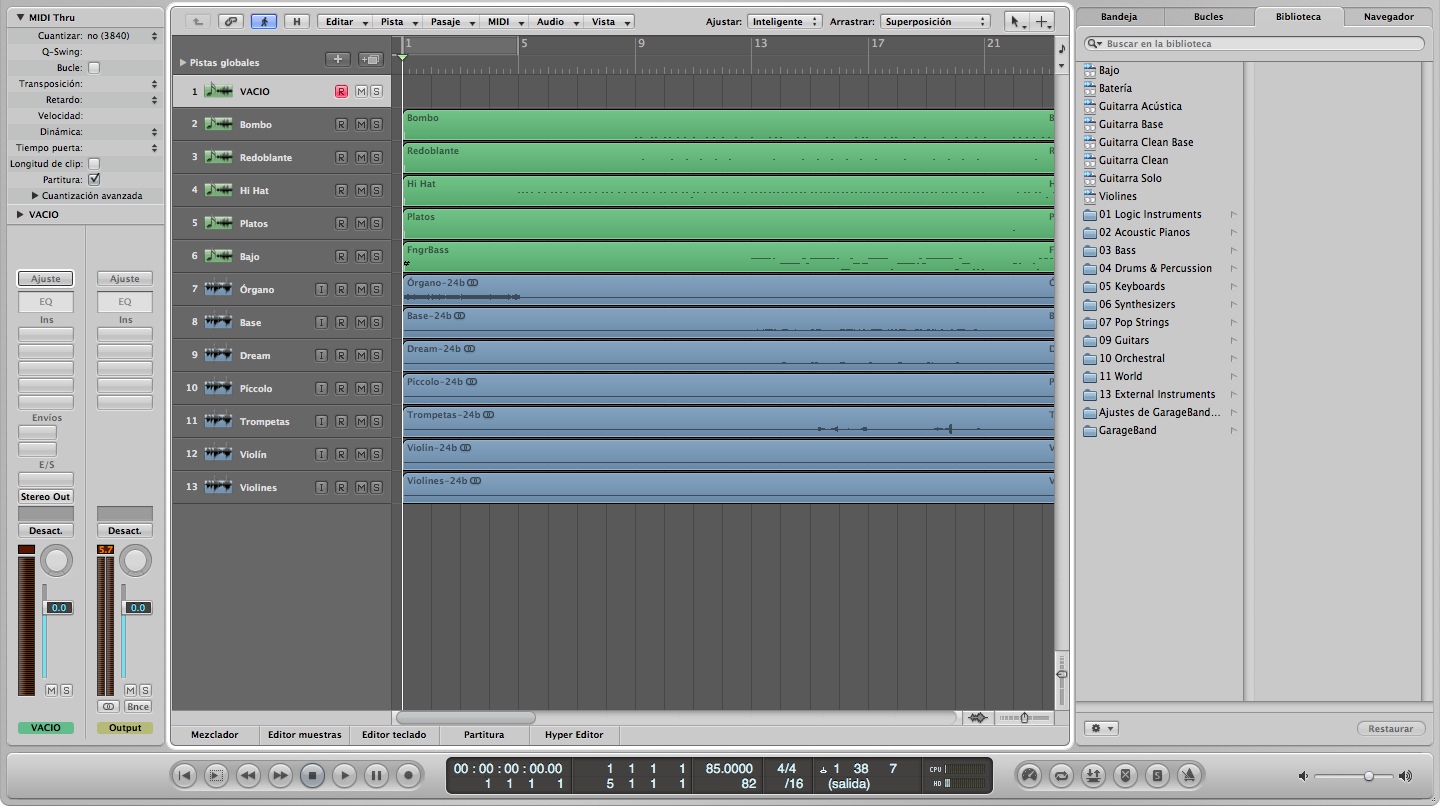 MIDI Thru
Cuantizar: no (3840)
Q-Swing:
Bucle:
Transposición:
Retardo:
Velocidad:
Dinámica:
Tiempo puerta:
Longitud de clip:
Partitura:
Cuantización avanzada
VACIO
Ajuste Ajuste
EQ EQ
Ins Ins
Envíos
E/S
Stereo Out
Desact. Desact.
5.7
0.0 0.0
M S M S
Bnce
VACIO Output
H Editar Pista Pasaje MIDI Audio Vista Ajustar: Inteligente Arrastrar: Superposición
Pistas globales
1 5 9 13 17 21
1 VACIO R M S
2 Bombo R M S Bombo B
3 Redoblante R M S Redoblante R
4 Hi Hat R M S Hi Hat H
5 Platos R M S Platos P
6 Bajo R M S FngrBass F
7 Órgano I R M S Órgano-24b Ó
8 Base I R M S Base-24b B
9 Dream I R M S Dream-24b D
10 Píccolo I R M S Piccolo-24b P
11 Trompetas I R M S Trompetas-24b T
12 Violín I R M S Violin-24b V
13 Violines I R M S Violines-24b V
Mezclador Editor muestras Editor teclado Partitura Hyper Editor
Bandeja Bucles Biblioteca Navegador
Buscar en la biblioteca
Bajo
Batería
Guitarra Acústica
Guitarra Base
Guitarra Clean Base
Guitarra Clean
Guitarra Solo
Violines
01 Logic Instruments
02 Acoustic Pianos
03 Bass
04 Drums & Percussion
05 Keyboards
06 Synthesizers
07 Pop Strings
09 Guitars
10 Orchestral
11 World
13 External Instruments
Ajustes de GarageBand...
GarageBand
Restaurar
00 : 00 : 00 : 00.00 1 1 1 1 85.0000 4/4 1 38 7 CPU
1 1 1 1 5 1 1 1 82 /16 (salida) HD
S